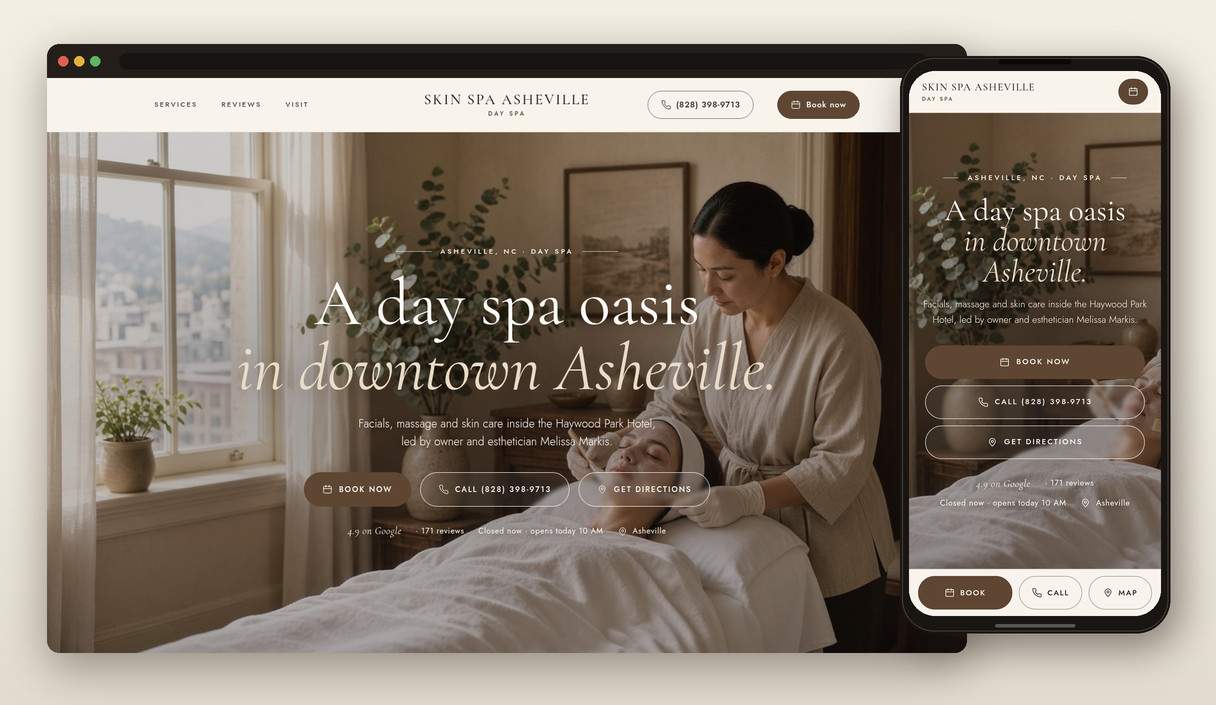 SERVICES REVIEWS VISIT
SKIN SPA ASHEVILLE
DAY SPA
(828) 398-9713
Book now
ASHEVILLE, NC · DAY SPA
A day spa oasis
in downtown Asheville.
Facials, massage and skin care inside the Haywood Park Hotel,
led by owner and esthetician Melissa Markis.
BOOK NOW
CALL (828) 398-9713
GET DIRECTIONS
4.9 on Google · 171 reviews Closed now · opens today 10 AM Asheville
SKIN SPA ASHEVILLE
DAY SPA
ASHEVILLE, NC · DAY SPA
A day spa oasis
in downtown
Asheville.
Facials, massage and skin care inside the Haywood Park
Hotel, led by owner and esthetician Melissa Markis.
BOOK NOW
CALL (828) 398-9713
GET DIRECTIONS
4.9 on Google · 171 reviews
Closed now · opens today 10 AM Asheville
BOOK
CALL
MAP